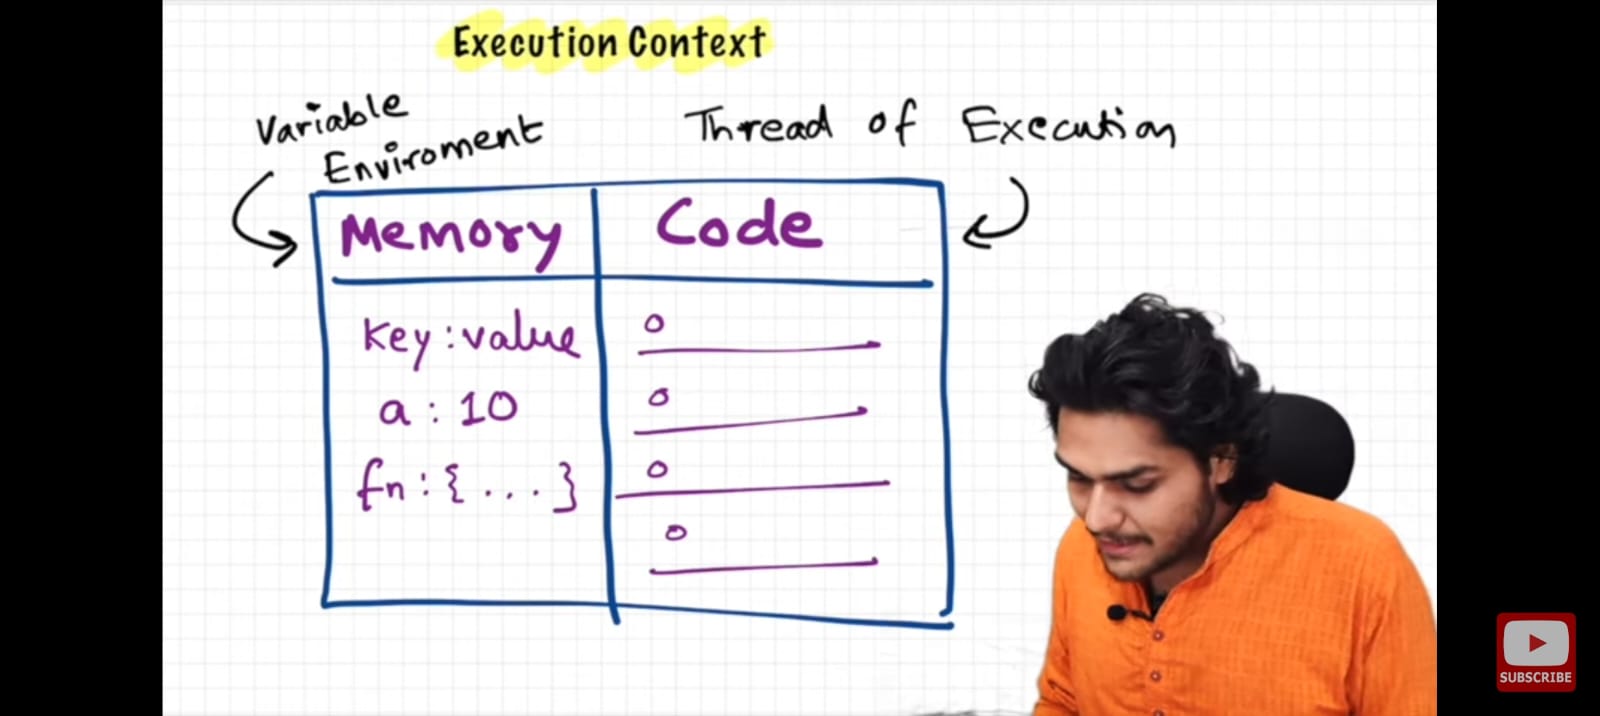 Execution Context
Variable
Enviroment
Thread of Execution
Memory
Code
key : value
a : 10
fn : { . . . }
SUBSCRIBE